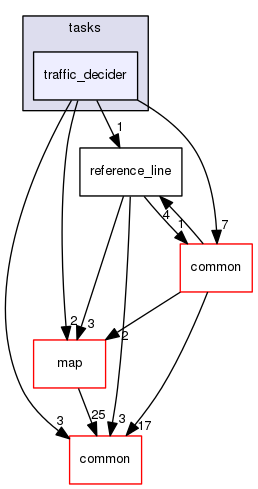 tasks
traffic_decider
1
reference_line
4
1
7
common
2
3
2
map
25
3
17
3
common